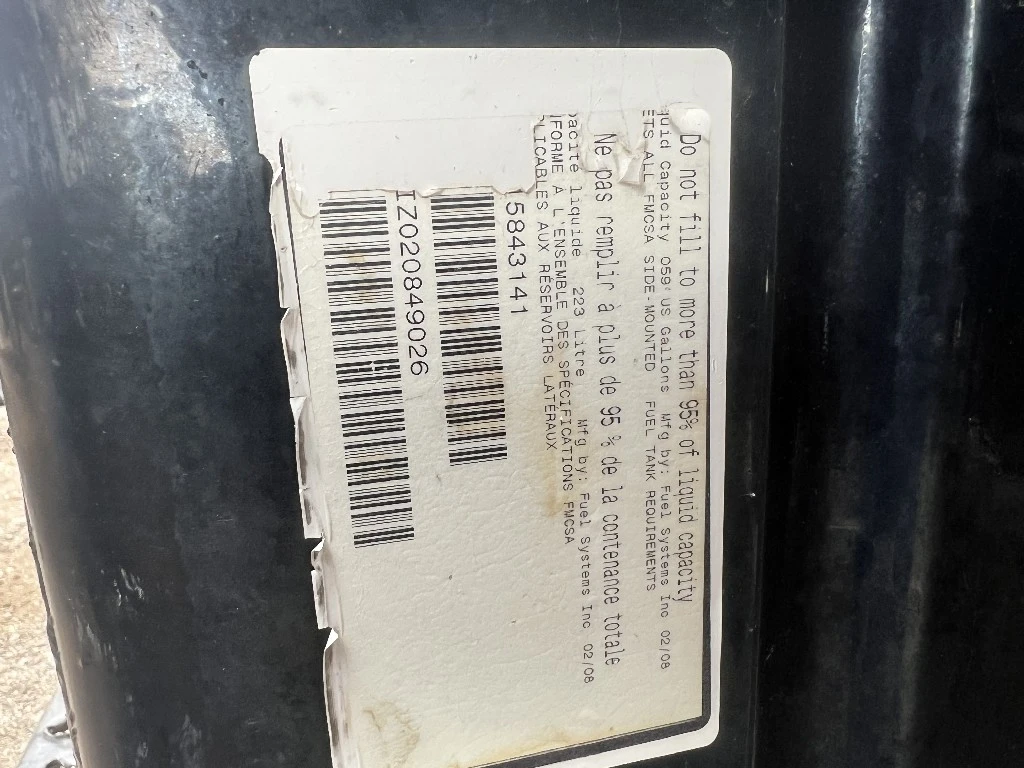 Do not fill to more than 95% of liquid capacity
quid Capacity 059 US Gallons Mfg by: Fuel Systems Inc 02/08
ETS ALL FMCSA SIDE-MOUNTED FUEL TANK REQUIREMENTS
Ne pas remplir à plus de 95 % de la contenance totale
pacité liquide 223 Litre Mfg by: Fuel Systems Inc 02/08
FORME À L'ENSEMBLE DES SPÉCIFICATIONS FMCSA
LICABLES AUX RÉSERVOIRS LATÉRAUX
5843141
IZ020849026